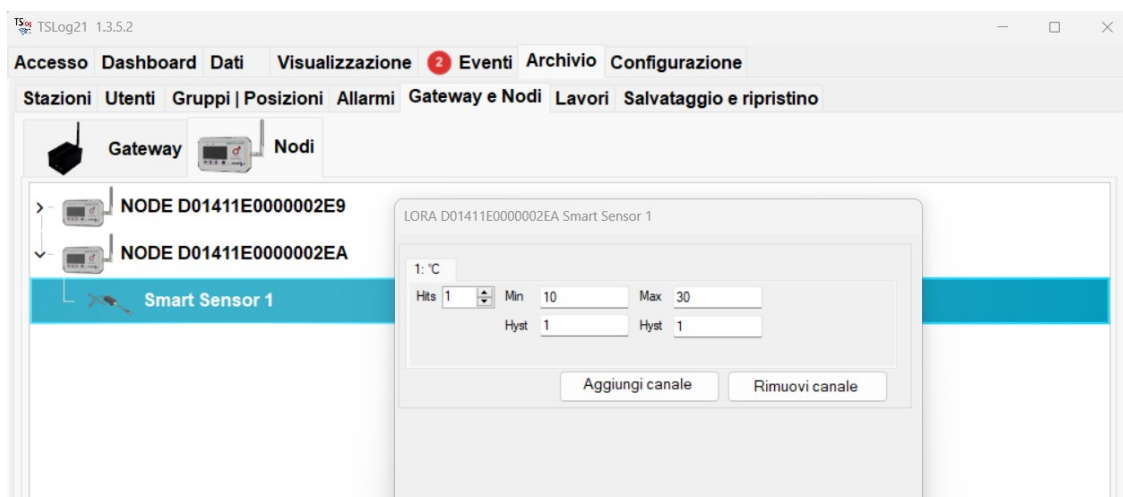 TSLog21 1.3.5.2
Accesso Dashboard Dati Visualizzazione 2 Eventi Archivio Configurazione
Stazioni Utenti Gruppi | Posizioni Allarmi Gateway e Nodi Lavori Salvataggio e ripristino
Gateway Nodi
NODE D01411E0000002E9
NODE D01411E0000002EA
Smart Sensor 1
LORA D01411E0000002EA Smart Sensor 1
1: °C
Hits 1 Min 10 Max 30
Hyst 1 Hyst 1
Aggiungi canale Rimuovi canale